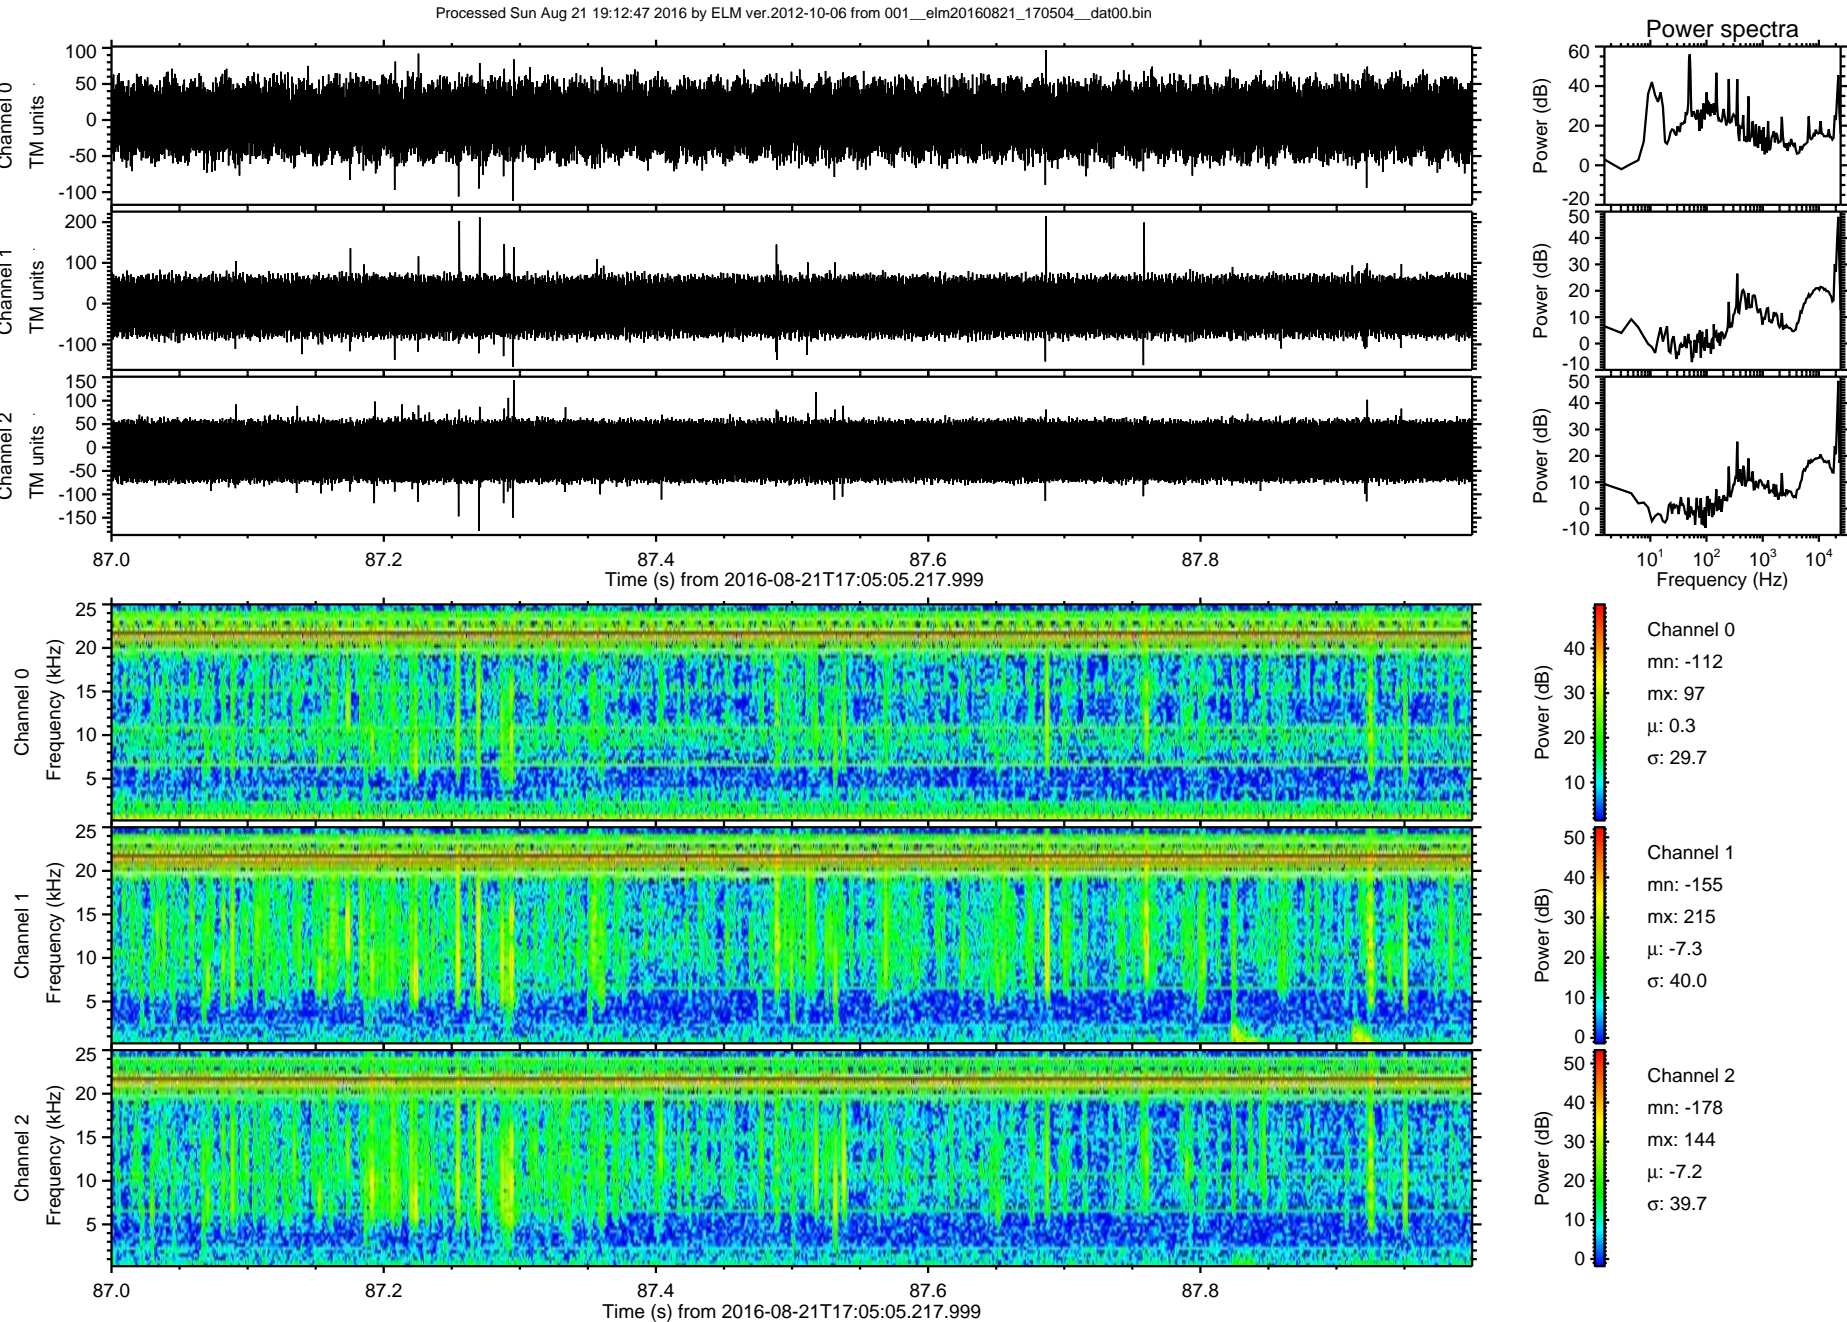 Processed Sun Aug 21 19:12:47 2016 by ELM ver.2012-10-06 from 001__elm20160821_170504__dat00.bin
Power spectra
Channel 0
TM units
100
50
0
-50
-100
Power (dB)
60
40
20
0
-20
Channel 1
TM units
200
100
0
-100
Power (dB)
50
40
30
20
10
0
-10
Channel 2
TM units
150
100
50
0
-50
-100
-150
Power (dB)
50
40
30
20
10
0
-10
87.0 87.2 87.4 87.6 87.8
Time (s) from 2016-08-21T17:05:05.217.999
10^1 10^2 10^3 10^4
Frequency (Hz)
Channel 0
Frequency (kHz)
25
20
15
10
5
Power (dB)
40
30
20
10
Channel 0
mn: -112
mx: 97
μ: 0.3
σ: 29.7
Channel 1
Frequency (kHz)
25
20
15
10
5
Power (dB)
50
40
30
20
10
0
Channel 1
mn: -155
mx: 215
μ: -7.3
σ: 40.0
Channel 2
Frequency (kHz)
25
20
15
10
5
Power (dB)
50
40
30
20
10
0
Channel 2
mn: -178
mx: 144
μ: -7.2
σ: 39.7
87.0 87.2 87.4 87.6 87.8
Time (s) from 2016-08-21T17:05:05.217.999